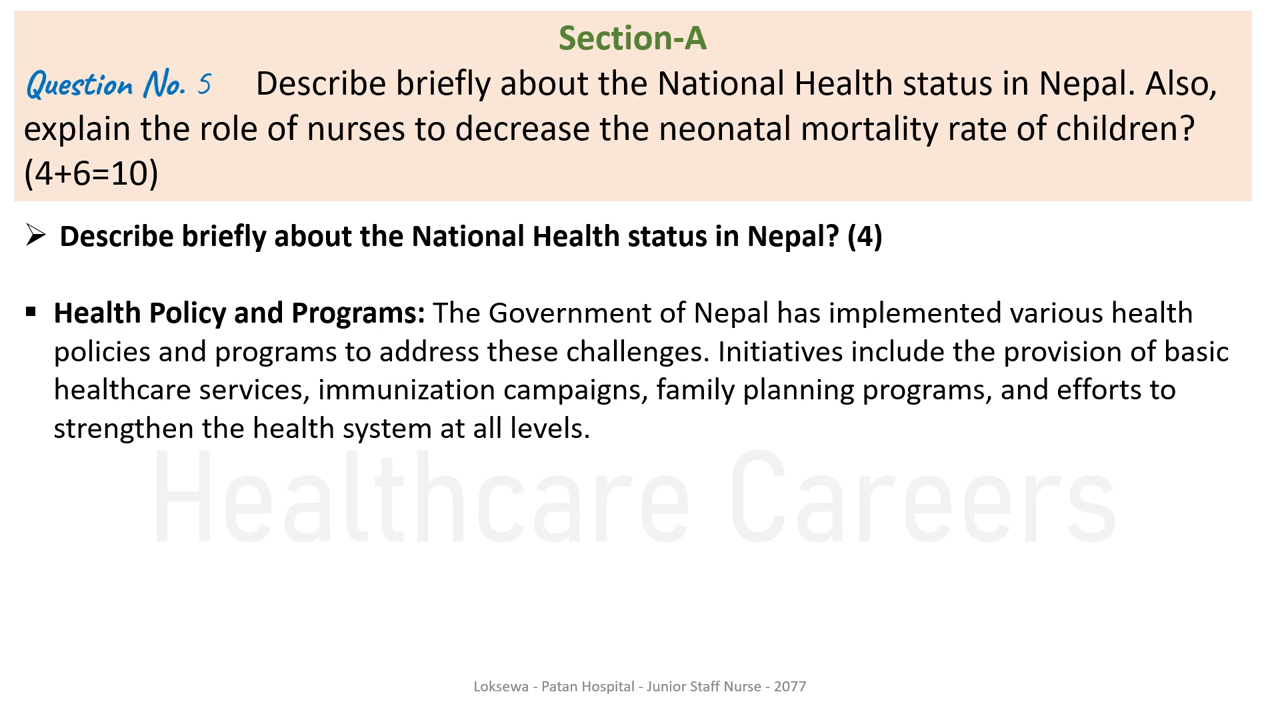 Section-A
Question No. 5 Describe briefly about the National Health status in Nepal. Also,
explain the role of nurses to decrease the neonatal mortality rate of children?
(4+6=10)
➢ Describe briefly about the National Health status in Nepal? (4)
▪ Health Policy and Programs: The Government of Nepal has implemented various health
policies and programs to address these challenges. Initiatives include the provision of basic
healthcare services, immunization campaigns, family planning programs, and efforts to
strengthen the health system at all levels.
Healthcare Careers
Loksewa - Patan Hospital - Junior Staff Nurse - 2077